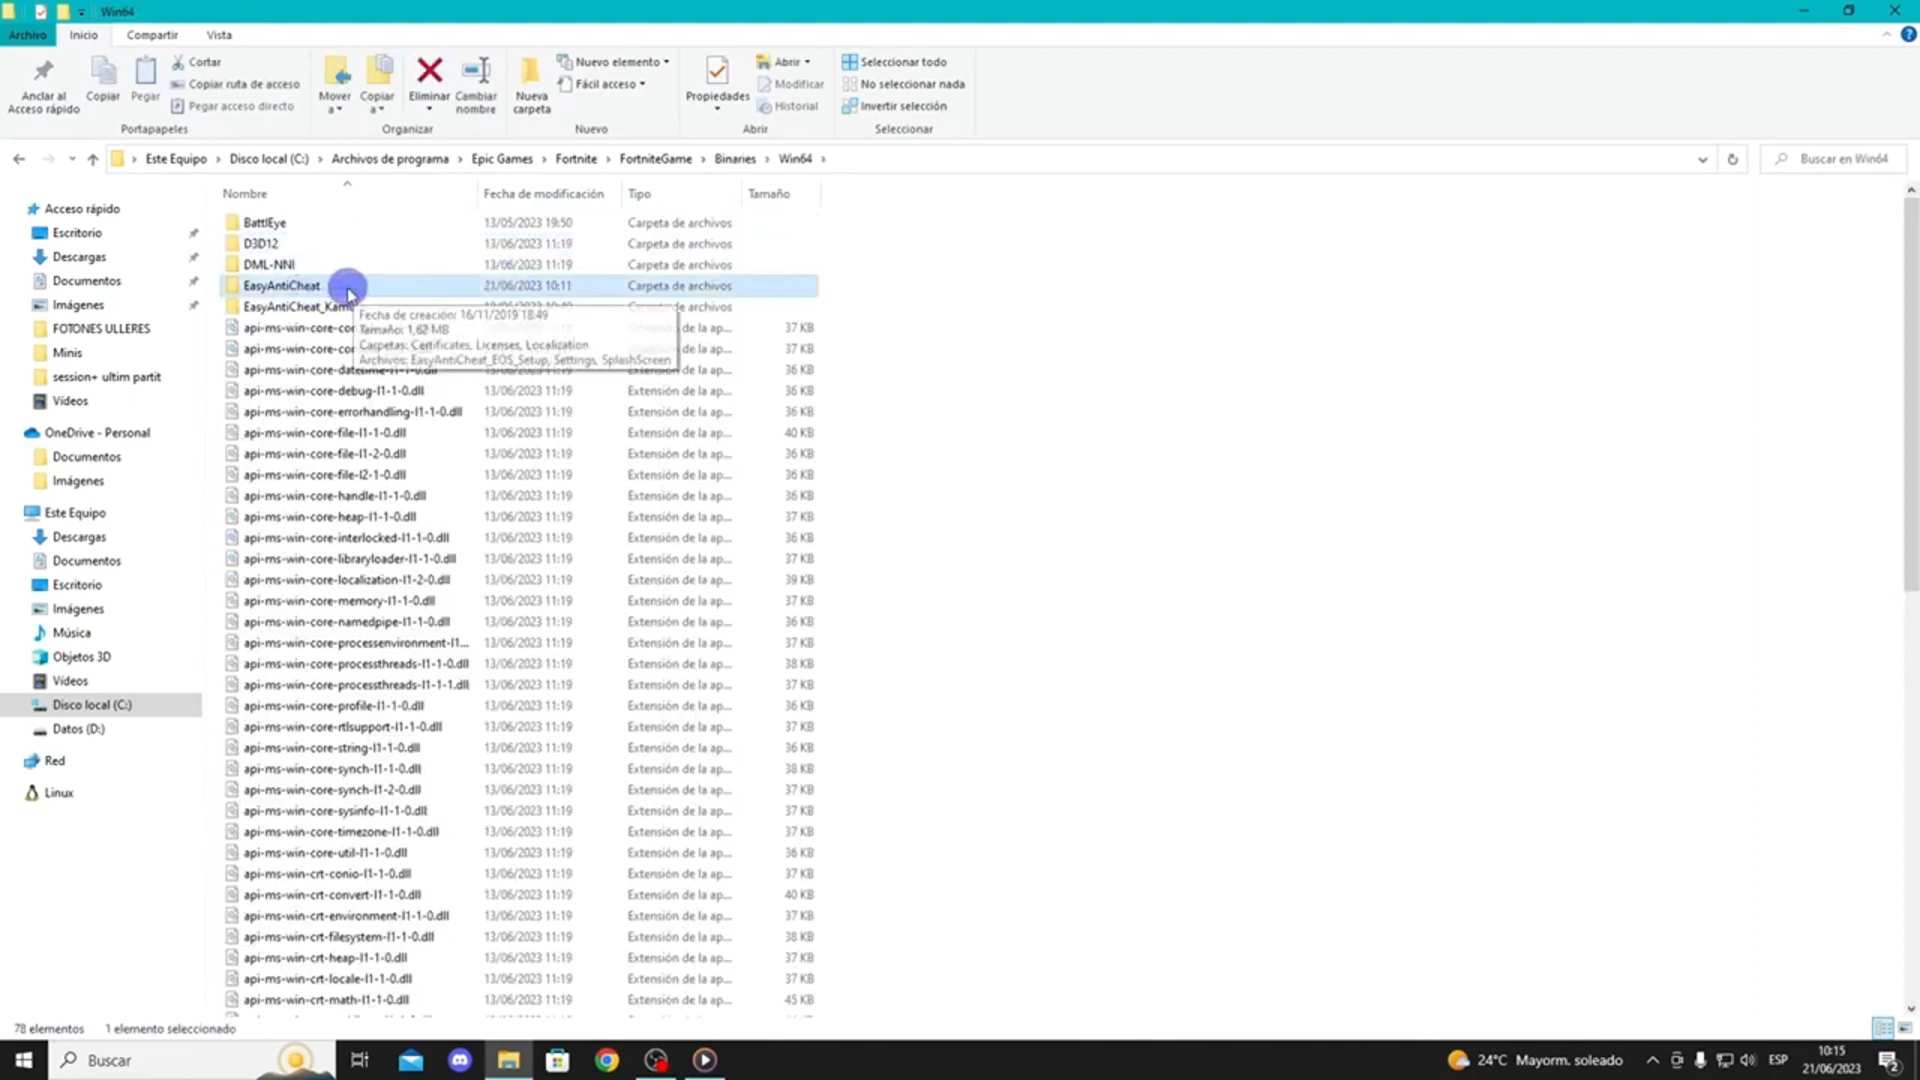 Win64
Archivo Inicio Compartir Vista
Anclar al Acceso rápido
Copiar
Pegar
Cortar
Copiar ruta de acceso
Pegar acceso directo
Portapapeles
Mover a
Copiar a
Eliminar
Cambiar nombre
Organizar
Nueva carpeta
Nuevo elemento
Fácil acceso
Nuevo
Propiedades
Abrir
Modificar
Historial
Abrir
Seleccionar todo
No seleccionar nada
Invertir selección
Seleccionar
Este Equipo > Disco local (C:) > Archivos de programa > Epic Games > Fortnite > FortniteGame > Binaries > Win64 >
Buscar en Win64
Acceso rápido
Escritorio
Descargas
Documentos
Imágenes
FOTONES ULLERES
Minis
session+ ultim partit
Vídeos
OneDrive - Personal
Documentos
Imágenes
Este Equipo
Descargas
Documentos
Escritorio
Imágenes
Música
Objetos 3D
Vídeos
Disco local (C:)
Datos (D:)
Red
Linux
Nombre Fecha de modificación Tipo Tamaño
BattlEye 13/05/2023 19:50 Carpeta de archivos
D3D12 13/06/2023 11:19 Carpeta de archivos
DML-NNI 13/06/2023 11:19 Carpeta de archivos
EasyAntiCheat 21/06/2023 10:11 Carpeta de archivos
EasyAntiCheat_Kam
Fecha de creación: 16/11/2019 18:49
Tamaño: 1,62 MB
Carpetas: Certificates, Licenses, Localization
Archivos: EasyAntiCheat_EOS_Setup, Settings, SplashScreen
api-ms-win-core-co 37 KB
api-ms-win-core-co 37 KB
api-ms-win-core-datetime-l1-1-0.dll 13/06/2023 11:19 Extensión de la ap... 36 KB
api-ms-win-core-debug-l1-1-0.dll 13/06/2023 11:19 Extensión de la ap... 36 KB
api-ms-win-core-errorhandling-l1-1-0.dll 13/06/2023 11:19 Extensión de la ap... 36 KB
api-ms-win-core-file-l1-1-0.dll 13/06/2023 11:19 Extensión de la ap... 40 KB
api-ms-win-core-file-l1-2-0.dll 13/06/2023 11:19 Extensión de la ap... 36 KB
api-ms-win-core-file-l2-1-0.dll 13/06/2023 11:19 Extensión de la ap... 36 KB
api-ms-win-core-handle-l1-1-0.dll 13/06/2023 11:19 Extensión de la ap... 36 KB
api-ms-win-core-heap-l1-1-0.dll 13/06/2023 11:19 Extensión de la ap... 37 KB
api-ms-win-core-interlocked-l1-1-0.dll 13/06/2023 11:19 Extensión de la ap... 36 KB
api-ms-win-core-libraryloader-l1-1-0.dll 13/06/2023 11:19 Extensión de la ap... 37 KB
api-ms-win-core-localization-l1-2-0.dll 13/06/2023 11:19 Extensión de la ap... 39 KB
api-ms-win-core-memory-l1-1-0.dll 13/06/2023 11:19 Extensión de la ap... 37 KB
api-ms-win-core-namedpipe-l1-1-0.dll 13/06/2023 11:19 Extensión de la ap... 36 KB
api-ms-win-core-processenvironment-l1... 13/06/2023 11:19 Extensión de la ap... 37 KB
api-ms-win-core-processthreads-l1-1-0.dll 13/06/2023 11:19 Extensión de la ap... 38 KB
api-ms-win-core-processthreads-l1-1-1.dll 13/06/2023 11:19 Extensión de la ap... 37 KB
api-ms-win-core-profile-l1-1-0.dll 13/06/2023 11:19 Extensión de la ap... 36 KB
api-ms-win-core-rtlsupport-l1-1-0.dll 13/06/2023 11:19 Extensión de la ap... 37 KB
api-ms-win-core-string-l1-1-0.dll 13/06/2023 11:19 Extensión de la ap... 36 KB
api-ms-win-core-synch-l1-1-0.dll 13/06/2023 11:19 Extensión de la ap... 38 KB
api-ms-win-core-synch-l1-2-0.dll 13/06/2023 11:19 Extensión de la ap... 37 KB
api-ms-win-core-sysinfo-l1-1-0.dll 13/06/2023 11:19 Extensión de la ap... 37 KB
api-ms-win-core-timezone-l1-1-0.dll 13/06/2023 11:19 Extensión de la ap... 37 KB
api-ms-win-core-util-l1-1-0.dll 13/06/2023 11:19 Extensión de la ap... 36 KB
api-ms-win-crt-conio-l1-1-0.dll 13/06/2023 11:19 Extensión de la ap... 37 KB
api-ms-win-crt-convert-l1-1-0.dll 13/06/2023 11:19 Extensión de la ap... 40 KB
api-ms-win-crt-environment-l1-1-0.dll 13/06/2023 11:19 Extensión de la ap... 37 KB
api-ms-win-crt-filesystem-l1-1-0.dll 13/06/2023 11:19 Extensión de la ap... 38 KB
api-ms-win-crt-heap-l1-1-0.dll 13/06/2023 11:19 Extensión de la ap... 37 KB
api-ms-win-crt-locale-l1-1-0.dll 13/06/2023 11:19 Extensión de la ap... 37 KB
api-ms-win-crt-math-l1-1-0.dll 13/06/2023 11:19 Extensión de la ap... 45 KB
78 elementos 1 elemento seleccionado
Buscar
24°C Mayorm. soleado
ESP
10:15
21/06/2023
2